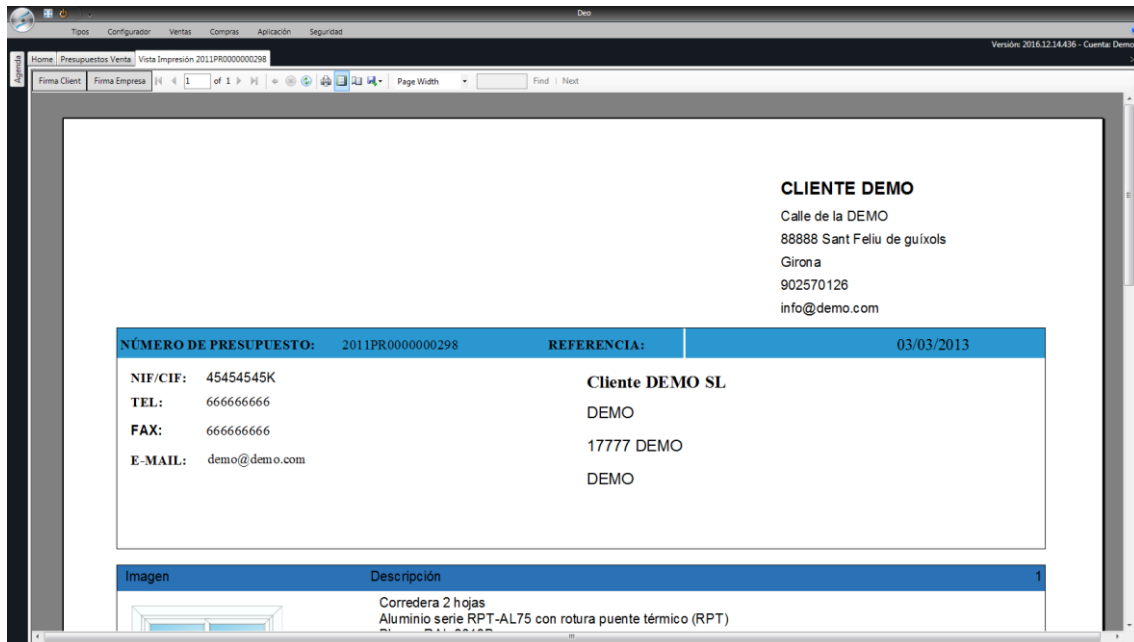 Deo
Tipos Configurador Ventas Compras Aplicación Seguridad
Versión: 2016.12.14.436 - Cuenta: Demo
Agenda
Home Presupuestos Venta Vista Impresión 2011PR0000000298
Firma Client Firma Empresa 1 of 1 Page Width Find | Next
CLIENTE DEMO
Calle de la DEMO
88888 Sant Feliu de guíxols
Girona
902570126
info@demo.com
NÚMERO DE PRESUPUESTO: 2011PR0000000298 REFERENCIA: 03/03/2013
NIF/CIF: 45454545K
TEL: 666666666
FAX: 666666666
E-MAIL: demo@demo.com
Cliente DEMO SL
DEMO
17777 DEMO
DEMO
Imagen Descripción 1
Corredera 2 hojas
Aluminio serie RPT-AL75 con rotura puente térmico (RPT)